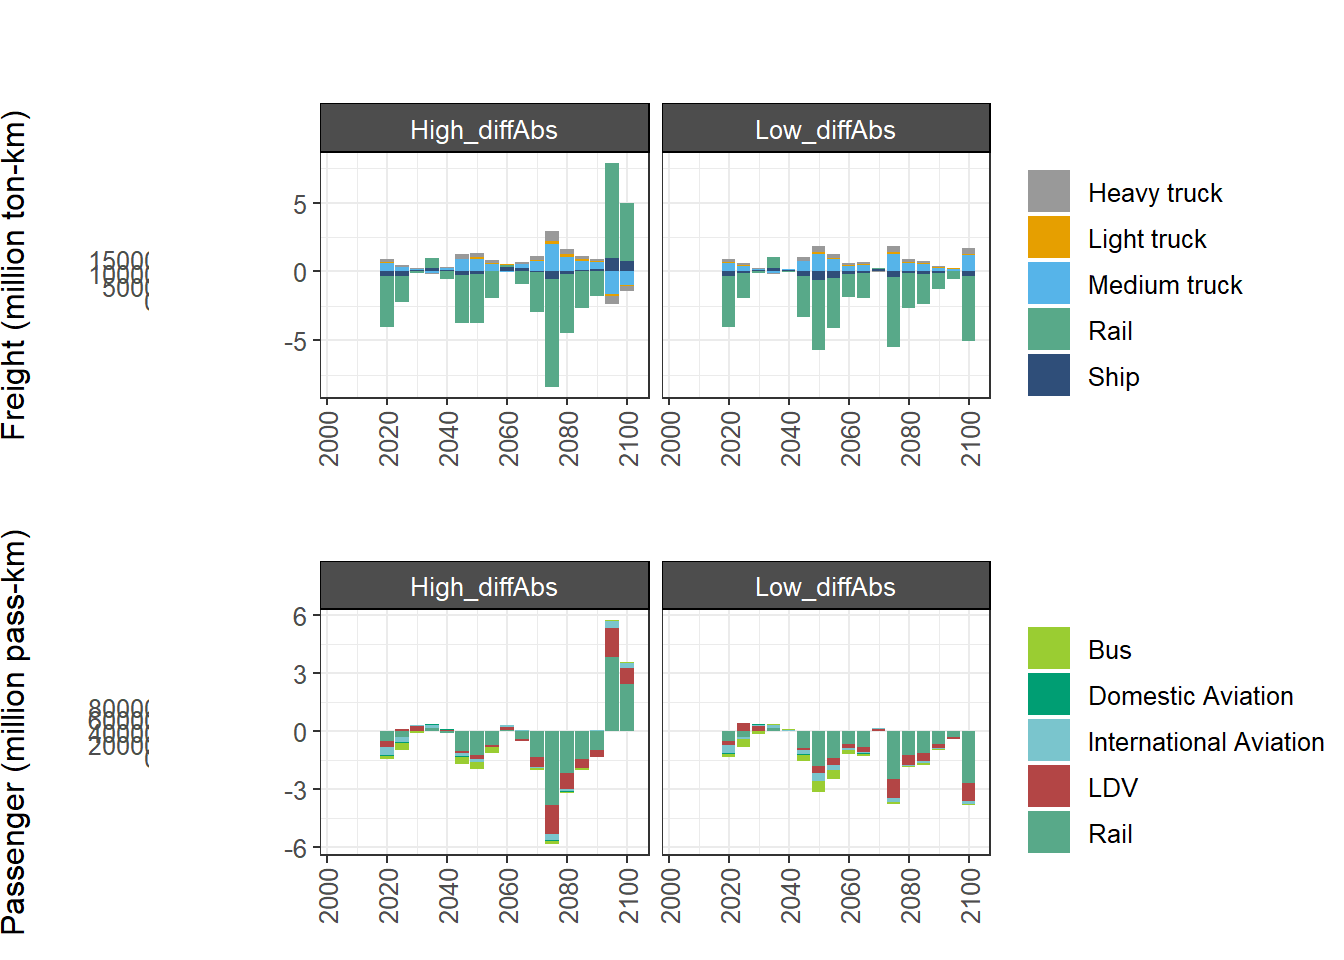 High_diffAbs Low_diffAbs
Freight (million ton-km)
5
0
-5
2000 2020 2040 2060 2080 2100 2000 2020 2040 2060 2080 2100
Heavy truck
Light truck
Medium truck
Rail
Ship
High_diffAbs Low_diffAbs
Passenger (million pass-km)
6
3
0
-3
-6
2000 2020 2040 2060 2080 2100 2000 2020 2040 2060 2080 2100
Bus
Domestic Aviation
International Aviation
LDV
Rail